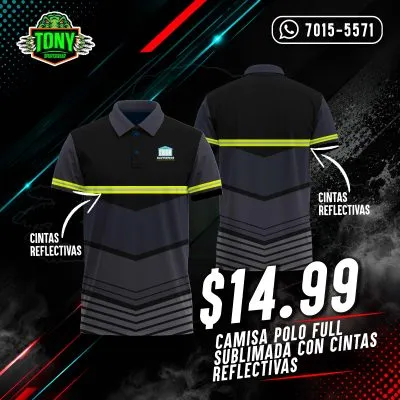 TONY
7015-5571
CINTAS
REFLECTIVAS
CINTAS
REFLECTIVAS
$14.99
CAMISA POLO FULL
SUBLIMADA CON CINTAS
REFLECTIVAS